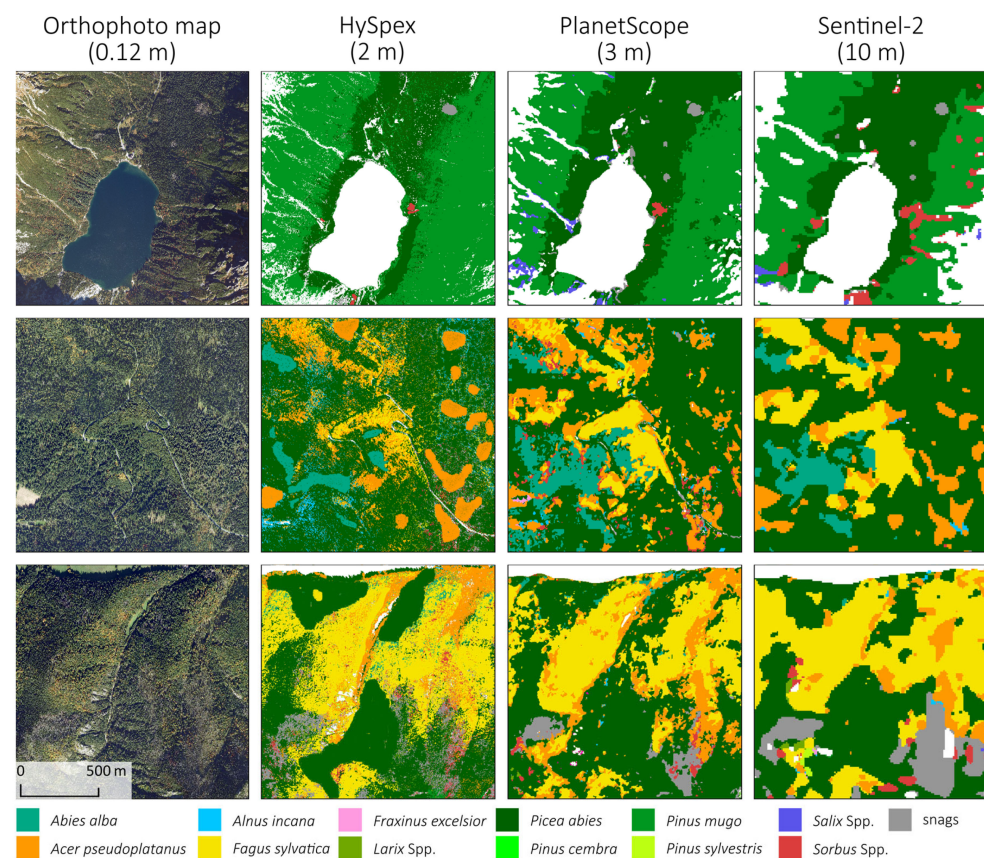 Orthophoto map HySpex PlanetScope Sentinel-2
(0.12 m) (2 m) (3 m) (10 m)
0 500 m
Abies alba Alnus incana Fraxinus excelsior Picea abies Pinus mugo Salix Spp. snags
Acer pseudoplatanus Fagus sylvatica Larix Spp. Pinus cembra Pinus sylvestris Sorbus Spp.